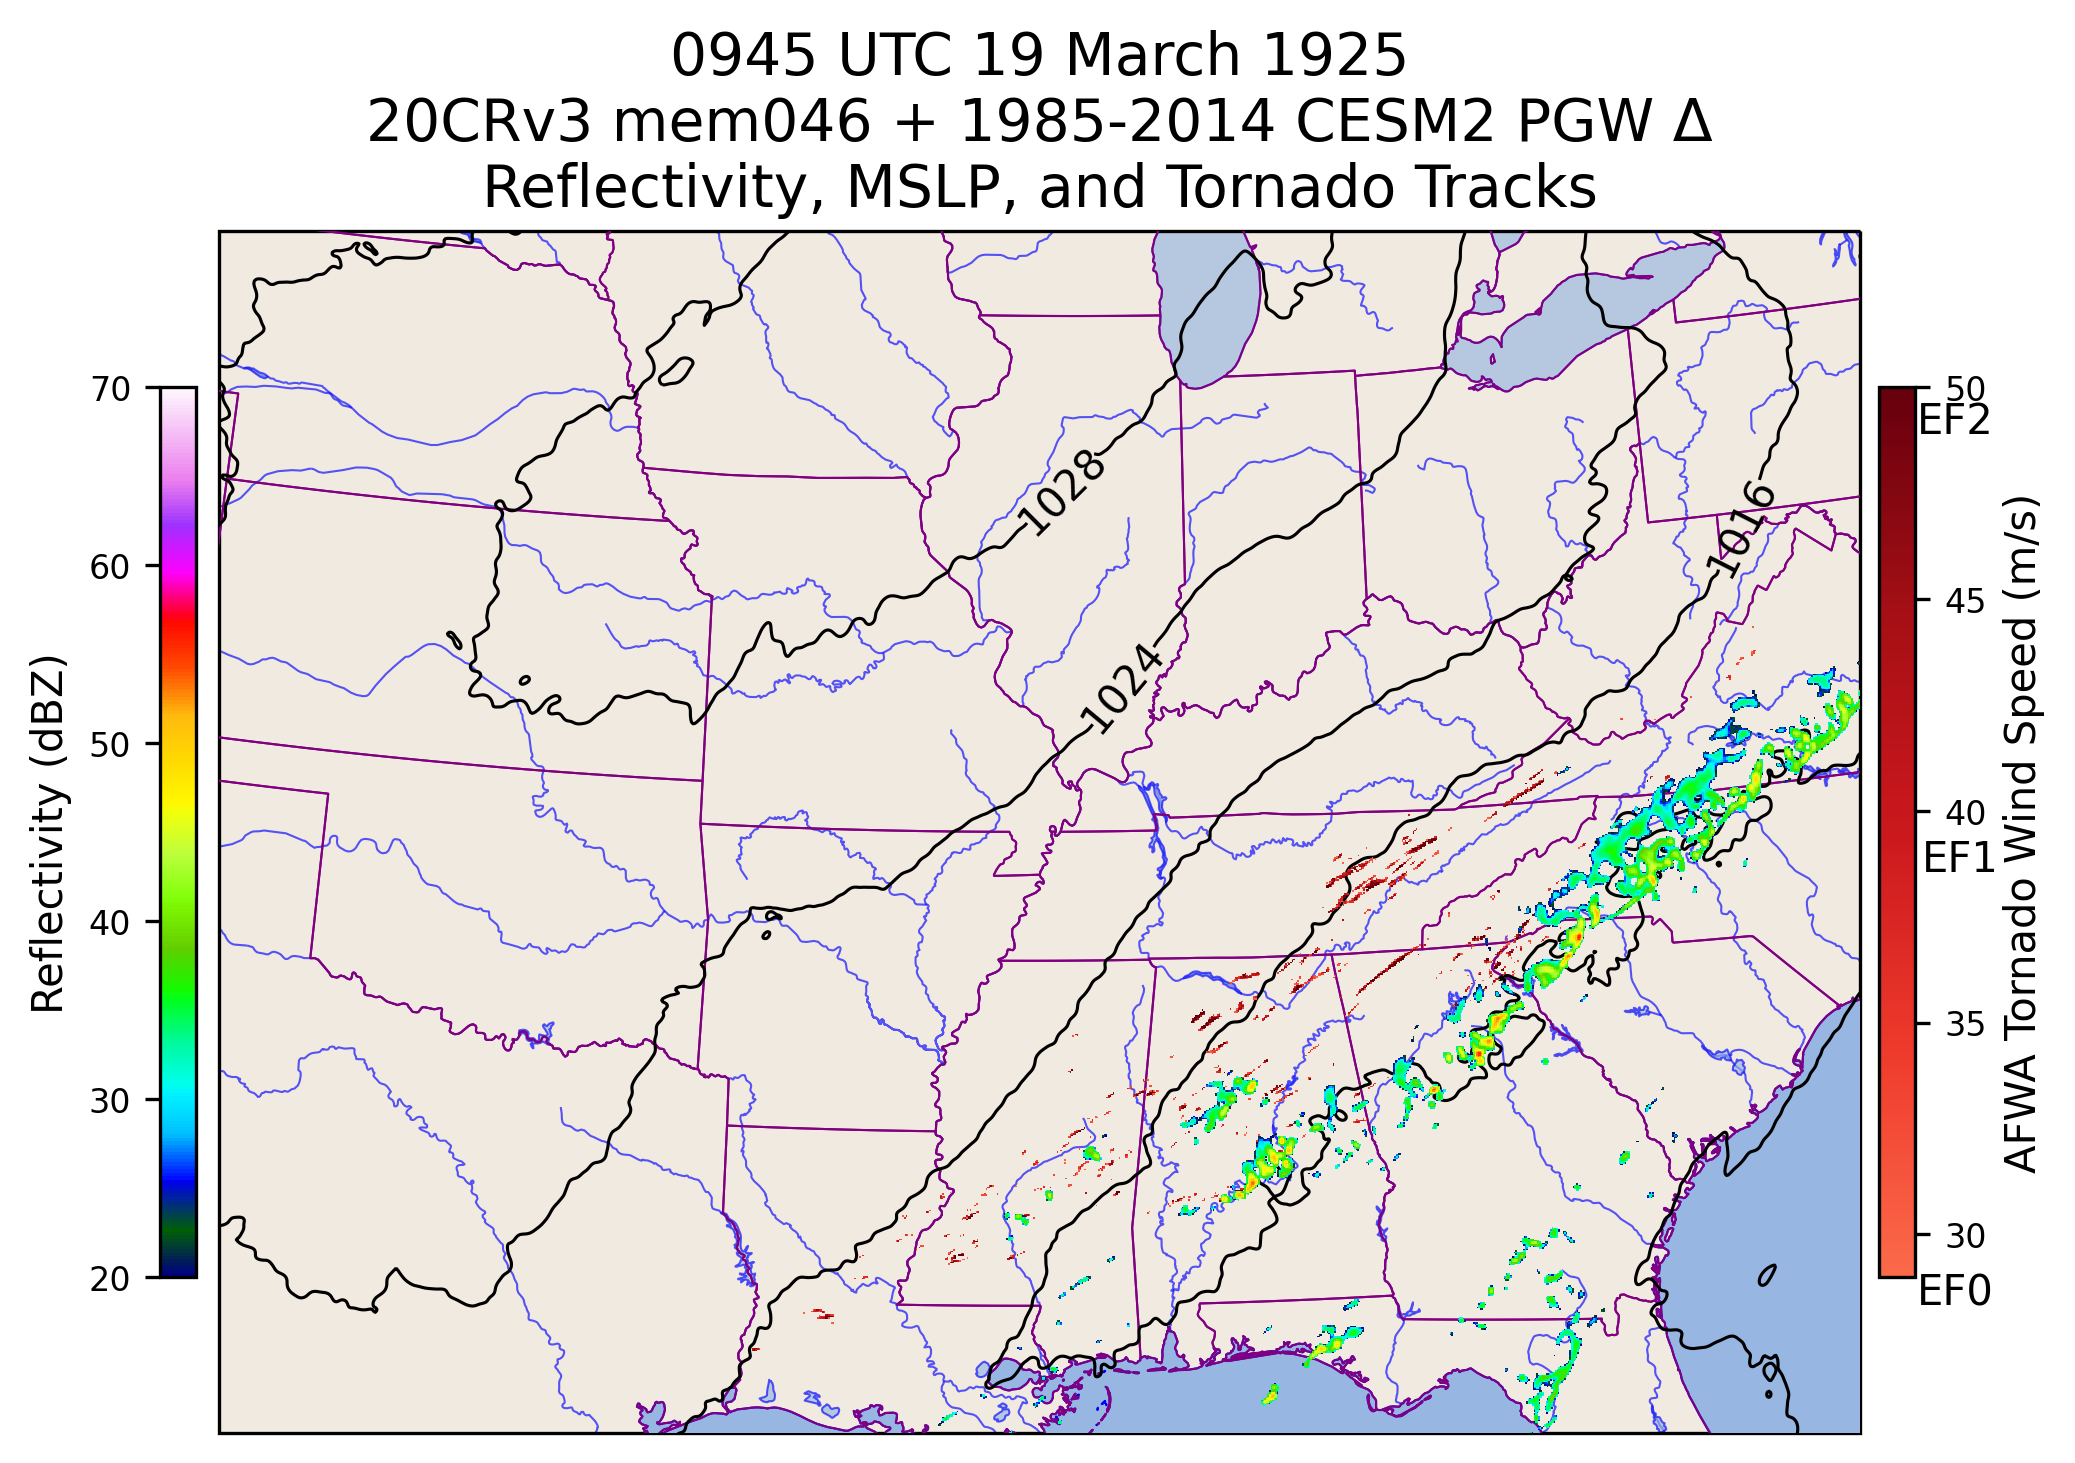 0945 UTC 19 March 1925
20CRv3 mem046 + 1985-2014 CESM2 PGW Δ
Reflectivity, MSLP, and Tornado Tracks
Reflectivity (dBZ)
70
60
50
40
30
20
1028
1024
1016
50
EF2
45
40
EF1
35
30
EF0
AFWA Tornado Wind Speed (m/s)